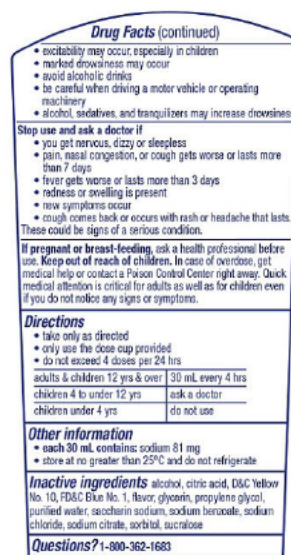 Drug Facts (continued)
• excitability may occur, especially in children
• marked drowsiness may occur
• avoid alcoholic drinks
• be careful when driving a motor vehicle or operating
machinery
• alcohol, sedatives, and tranquilizers may increase drowsiness
Stop use and ask a doctor if
• you get nervous, dizzy or sleepless
• pain, nasal congestion, or cough gets worse or lasts more
than 7 days
• fever gets worse or lasts more than 3 days
• redness or swelling is present
• new symptoms occur
• cough comes back or occurs with rash or headache that lasts.
These could be signs of a serious condition.
If pregnant or breast-feeding, ask a health professional before
use. Keep out of reach of children. In case of overdose, get
medical help or contact a Poison Control Center right away. Quick
medical attention is critical for adults as well as for children even
if you do not notice any signs or symptoms.
Directions
• take only as directed
• only use the dose cup provided
• do not exceed 4 doses per 24 hrs
adults & children 12 yrs & over 30 mL every 4 hrs
children 4 to under 12 yrs ask a doctor
children under 4 yrs do not use
Other information
• each 30 mL contains: sodium 81 mg
• store at no greater than 25°C and do not refrigerate
Inactive ingredients alcohol, citric acid, D&C Yellow
No. 10, FD&C Blue No. 1, flavor, glycerin, propylene glycol,
purified water, saccharin sodium, sodium benzoate, sodium
chloride, sodium citrate, sorbitol, sucralose
Questions? 1-800-362-1683